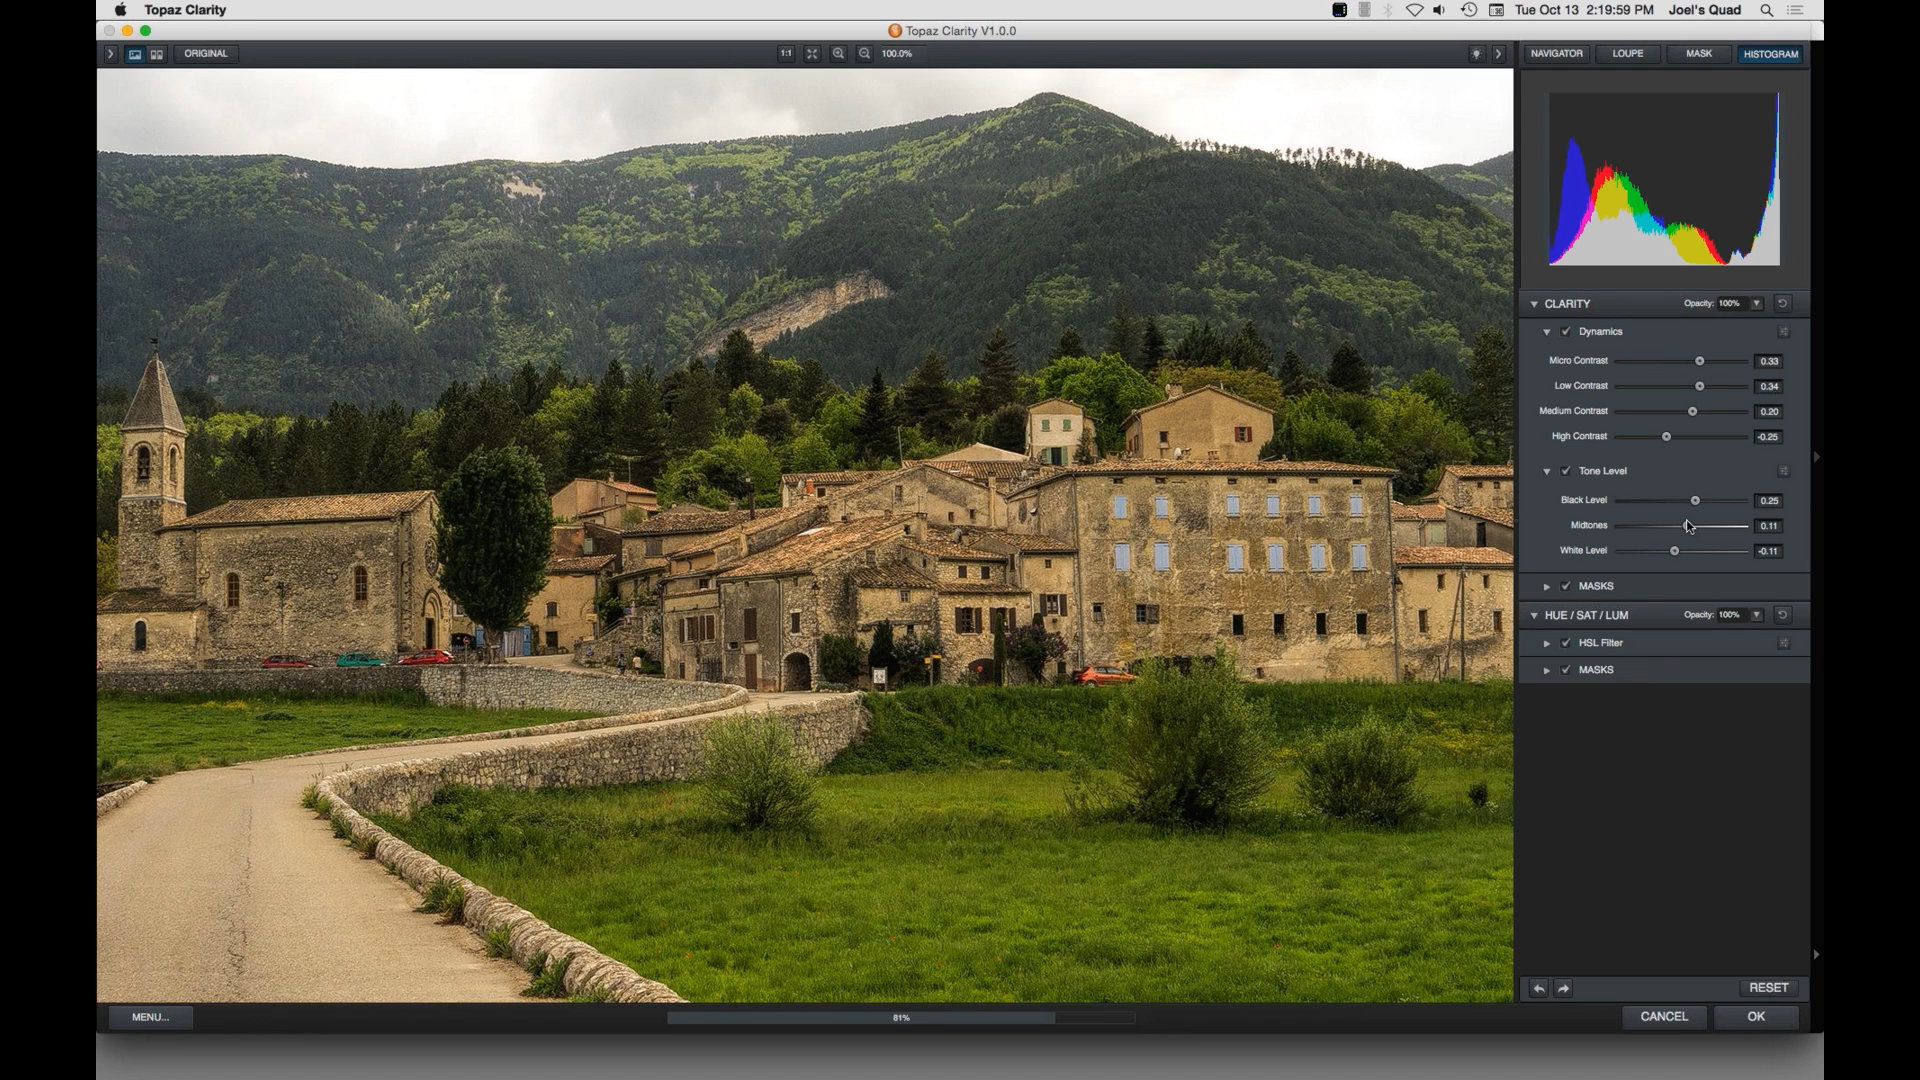 Topaz Clarity
Tue Oct 13 2:19:59 PM Joel's Quad
Topaz Clarity V1.0.0
ORIGINAL
1:1
100.0%
NAVIGATOR LOUPE MASK HISTOGRAM
CLARITY Opacity: 100%
Dynamics
Micro Contrast 0.33
Low Contrast 0.34
Medium Contrast 0.20
High Contrast -0.25
Tone Level
Black Level 0.25
Midtones 0.11
White Level -0.11
MASKS
HUE / SAT / LUM Opacity: 100%
HSL Filter
MASKS
RESET
MENU...
81%
CANCEL OK